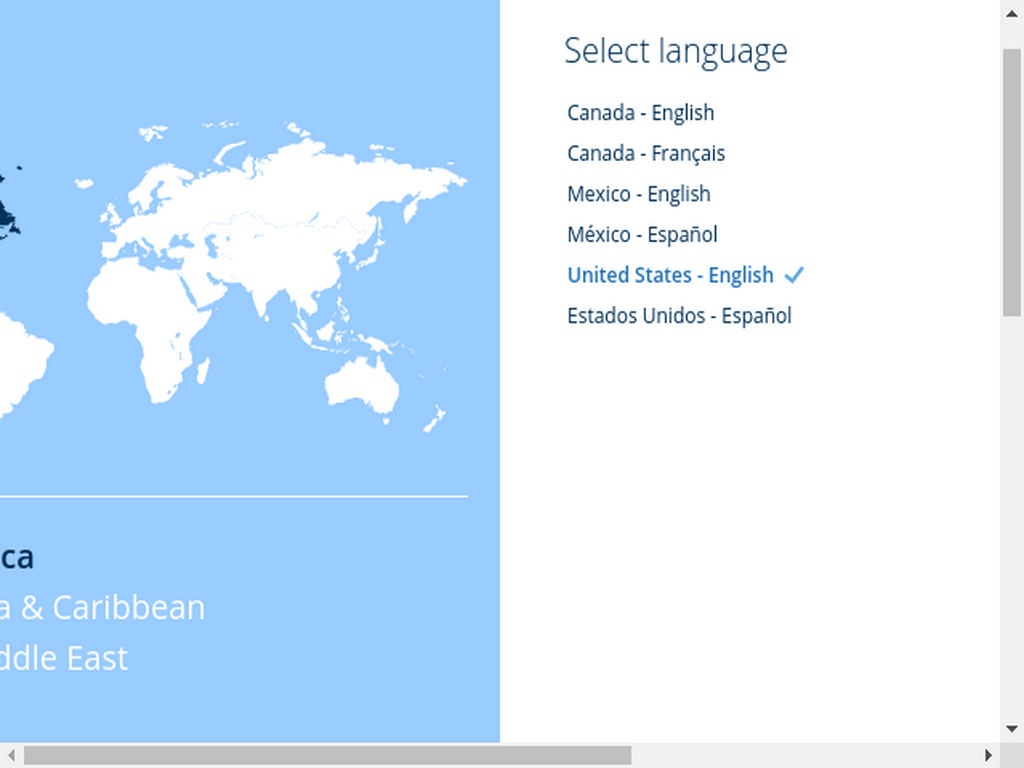 Select language
Canada - English
Canada - Français
Mexico - English
México - Español
United States - English
Estados Unidos - Español
ca
a & Caribbean
ddle East